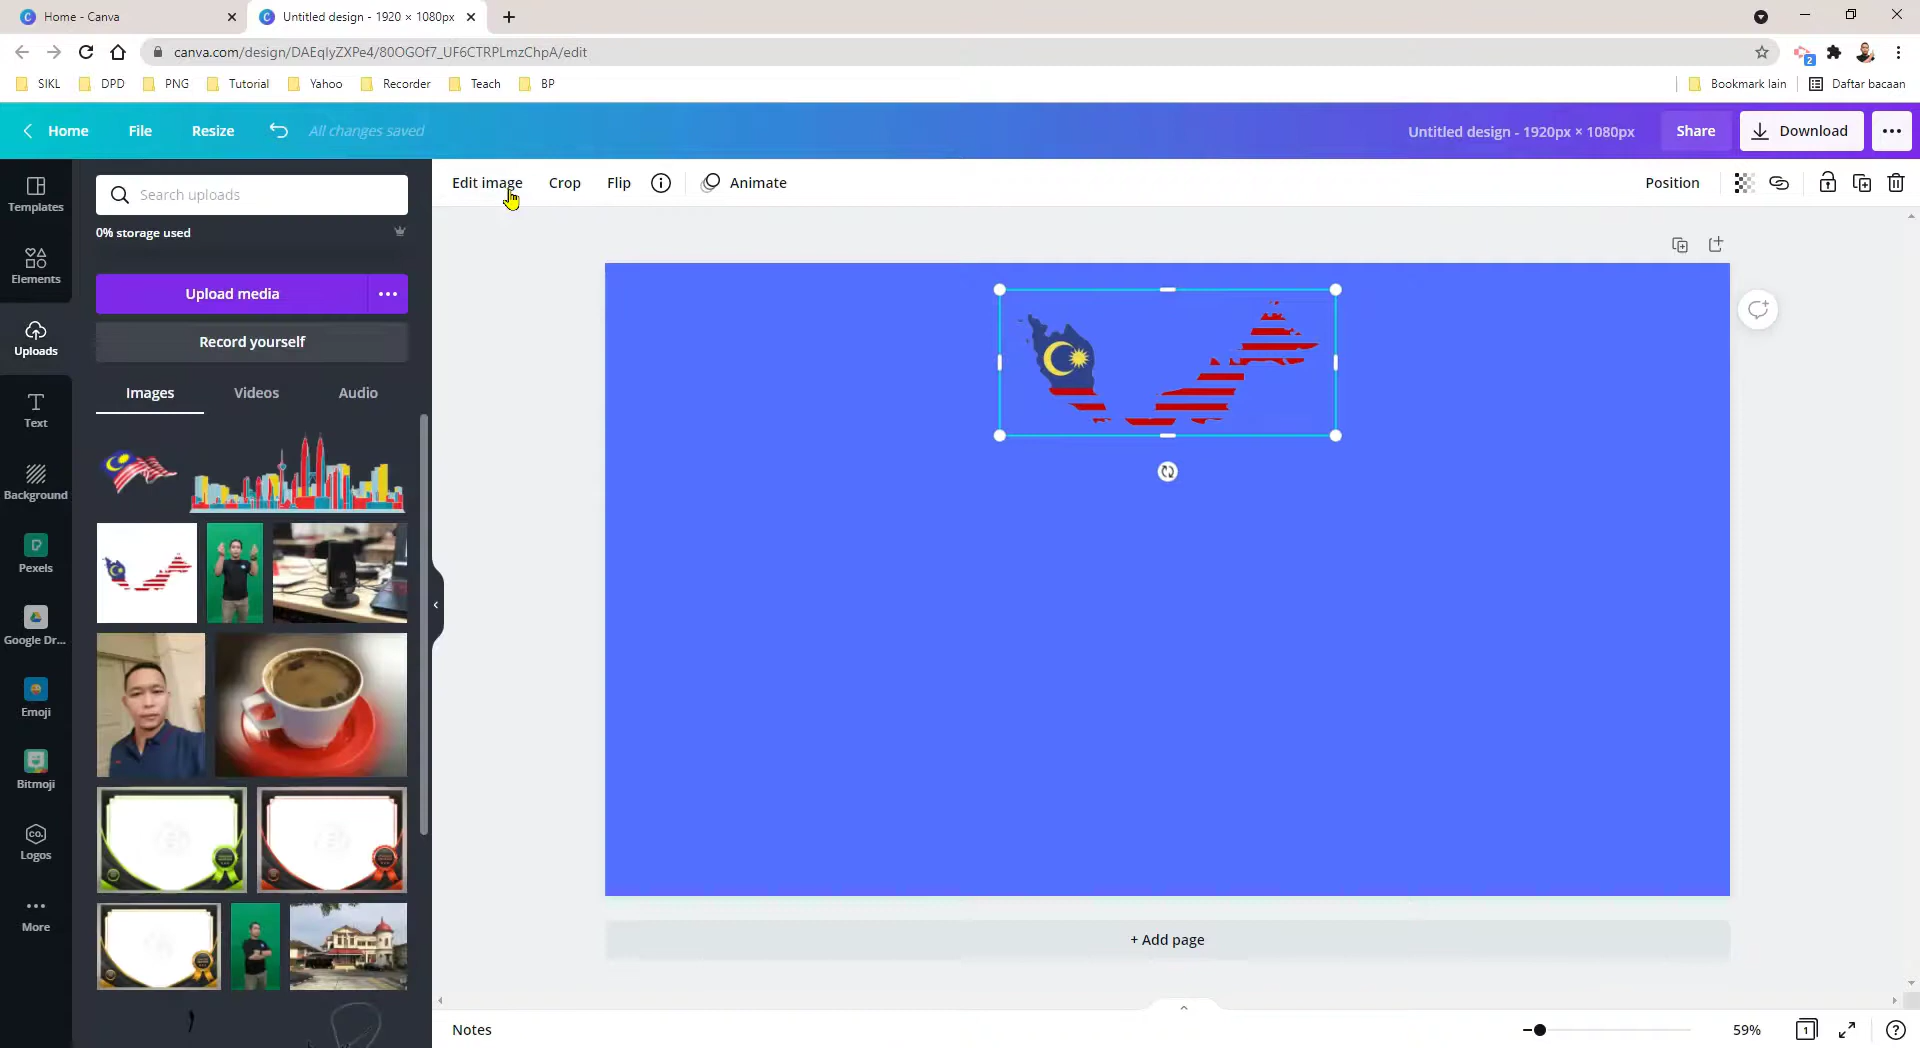 Home - Canva
Untitled design - 1920 × 1080px
canva.com/design/DAEqIyZXPe4/80OGOf7_UF6CTRPLmzChpA/edit
2
SIKL
DPD
PNG
Tutorial
Yahoo
Recorder
Teach
BP
Bookmark lain
Daftar bacaan
Home
File
Resize
All changes saved
Untitled design - 1920px × 1080px
Share
Download
Templates
Elements
Uploads
Text
Background
Pexels
Google Dr...
Emoji
Bitmoji
CO.
Logos
More
Search uploads
0% storage used
Upload media
Record yourself
Images
Videos
Audio
Edit image
Crop
Flip
Animate
Position
+ Add page
Notes
59%
1